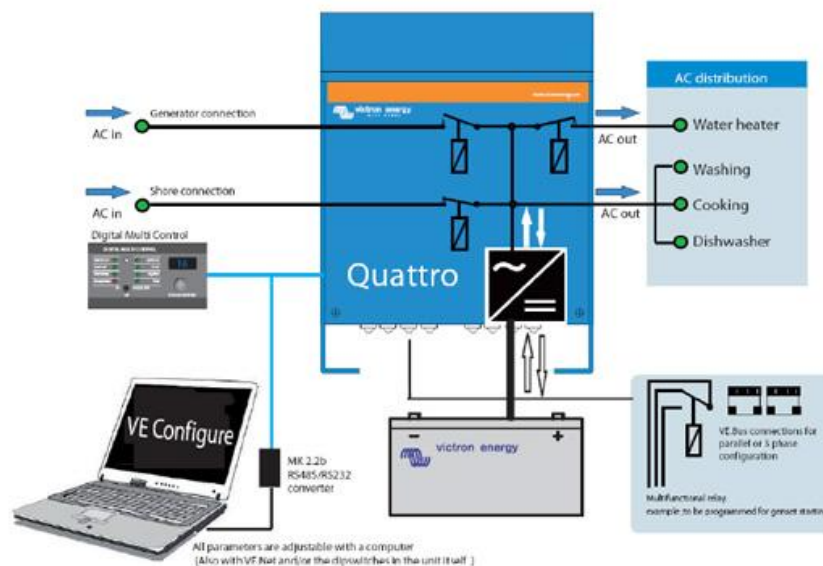 Generator connection
AC in
Shore connection
AC in
Digital Multi Control
victron energy
Quattro
AC out
AC out
AC distribution
Water heater
Washing
Cooking
Dishwasher
VE Configure
MK 2.2b
RS485/RS232
converter
victron energy
- +
VE.Bus connections for
parallel or 3 phase
configuration
Multifunctional relay
example ,to be programmed for genset starting
All parameters are adjustable with a computer
[Also with VE.Net and/or the dipswitches in the unit itself ]